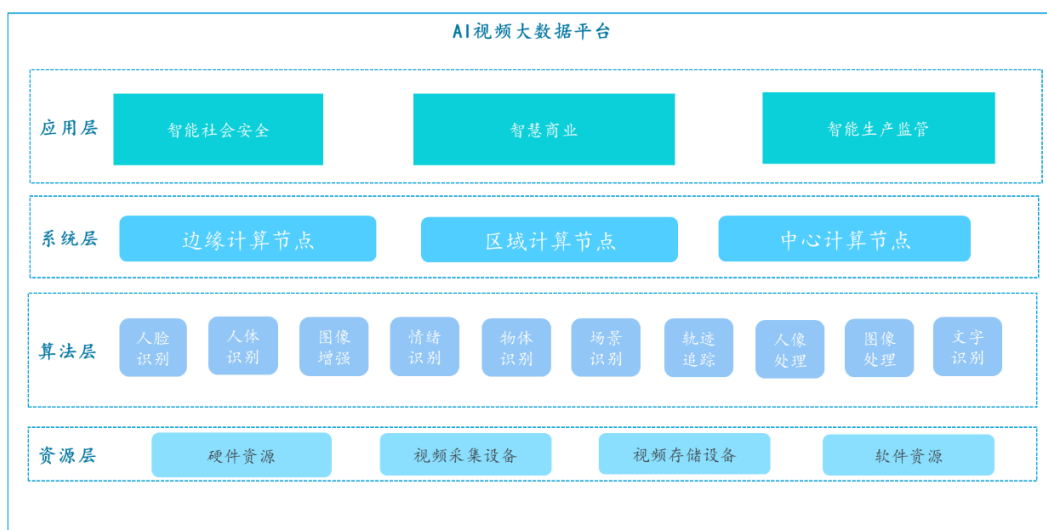 AI视频大数据平台
应用层
智能社会安全
智慧商业
智能生产监管
系统层
边缘计算节点
区域计算节点
中心计算节点
算法层
人脸
识别
人体
识别
图像
增强
情绪
识别
物体
识别
场景
识别
轨迹
追踪
人像
处理
图像
处理
文字
识别
资源层
硬件资源
视频采集设备
视频存储设备
软件资源